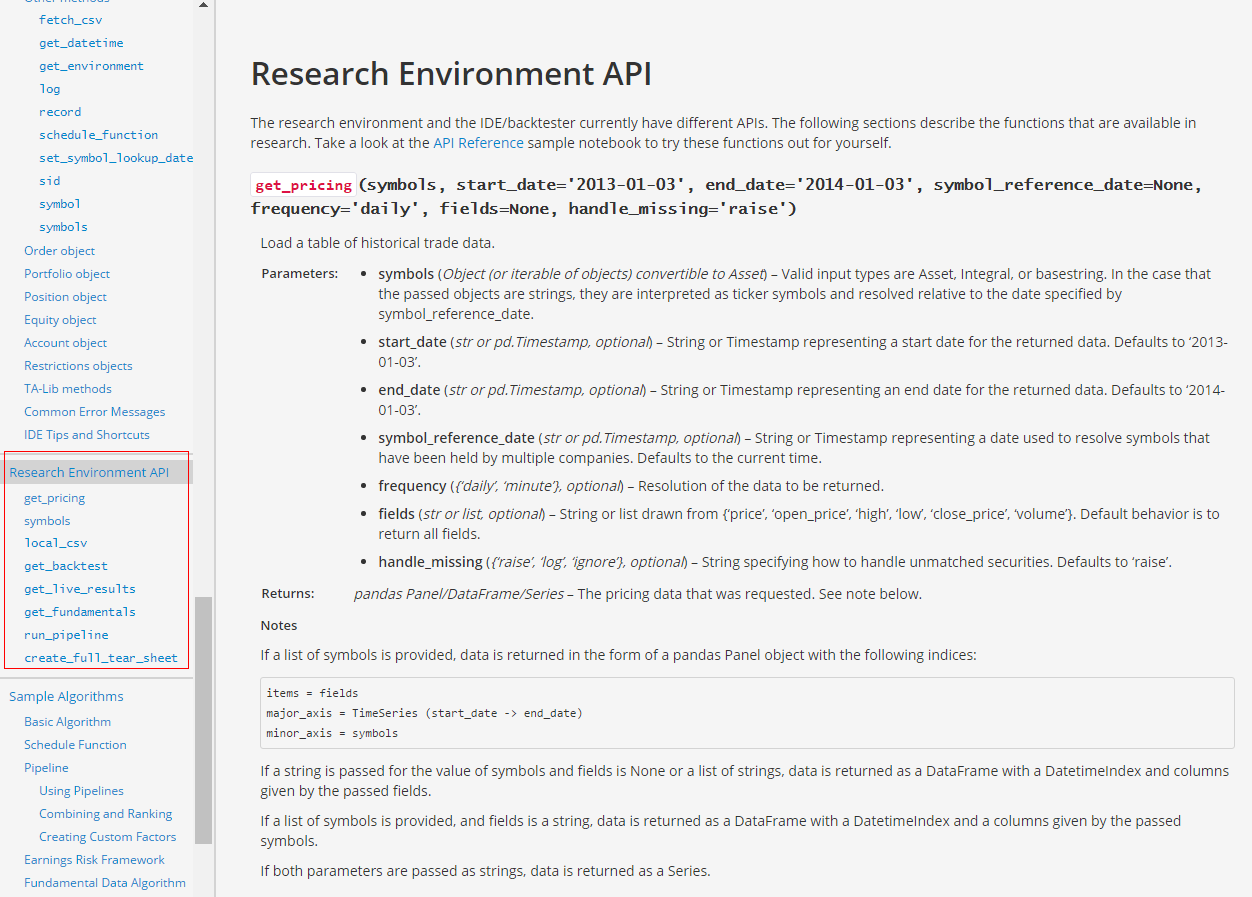 Other methods
fetch_csv
get_datetime
get_environment
log
record
schedule_function
set_symbol_lookup_date
sid
symbol
symbols
Order object
Portfolio object
Position object
Equity object
Account object
Restrictions objects
TA-Lib methods
Common Error Messages
IDE Tips and Shortcuts
Research Environment API
get_pricing
symbols
local_csv
get_backtest
get_live_results
get_fundamentals
run_pipeline
create_full_tear_sheet
Sample Algorithms
Basic Algorithm
Schedule Function
Pipeline
Using Pipelines
Combining and Ranking
Creating Custom Factors
Earnings Risk Framework
Fundamental Data Algorithm
Research Environment API
The research environment and the IDE/backtester currently have different APIs. The following sections describe the functions that are available in
research. Take a look at the API Reference sample notebook to try these functions out for yourself.
get_pricing(symbols, start_date='2013-01-03', end_date='2014-01-03', symbol_reference_date=None,
frequency='daily', fields=None, handle_missing='raise')
Load a table of historical trade data.
Parameters: • symbols (Object (or iterable of objects) convertible to Asset) – Valid input types are Asset, Integral, or basestring. In the case that
the passed objects are strings, they are interpreted as ticker symbols and resolved relative to the date specified by
symbol_reference_date.
• start_date (str or pd.Timestamp, optional) – String or Timestamp representing a start date for the returned data. Defaults to ‘2013-
01-03’.
• end_date (str or pd.Timestamp, optional) – String or Timestamp representing an end date for the returned data. Defaults to ‘2014-
01-03’.
• symbol_reference_date (str or pd.Timestamp, optional) – String or Timestamp representing a date used to resolve symbols that
have been held by multiple companies. Defaults to the current time.
• frequency ({‘daily’, ‘minute’}, optional) – Resolution of the data to be returned.
• fields (str or list, optional) – String or list drawn from {‘price’, ‘open_price’, ‘high’, ‘low’, ‘close_price’, ‘volume’}. Default behavior is to
return all fields.
• handle_missing ({‘raise’, ‘log’, ‘ignore’}, optional) – String specifying how to handle unmatched securities. Defaults to ‘raise’.
Returns: pandas Panel/DataFrame/Series – The pricing data that was requested. See note below.
Notes
If a list of symbols is provided, data is returned in the form of a pandas Panel object with the following indices:
items = fields
major_axis = TimeSeries (start_date -> end_date)
minor_axis = symbols
If a string is passed for the value of symbols and fields is None or a list of strings, data is returned as a DataFrame with a DatetimeIndex and columns
given by the passed fields.
If a list of symbols is provided, and fields is a string, data is returned as a DataFrame with a DatetimeIndex and a columns given by the passed
symbols.
If both parameters are passed as strings, data is returned as a Series.